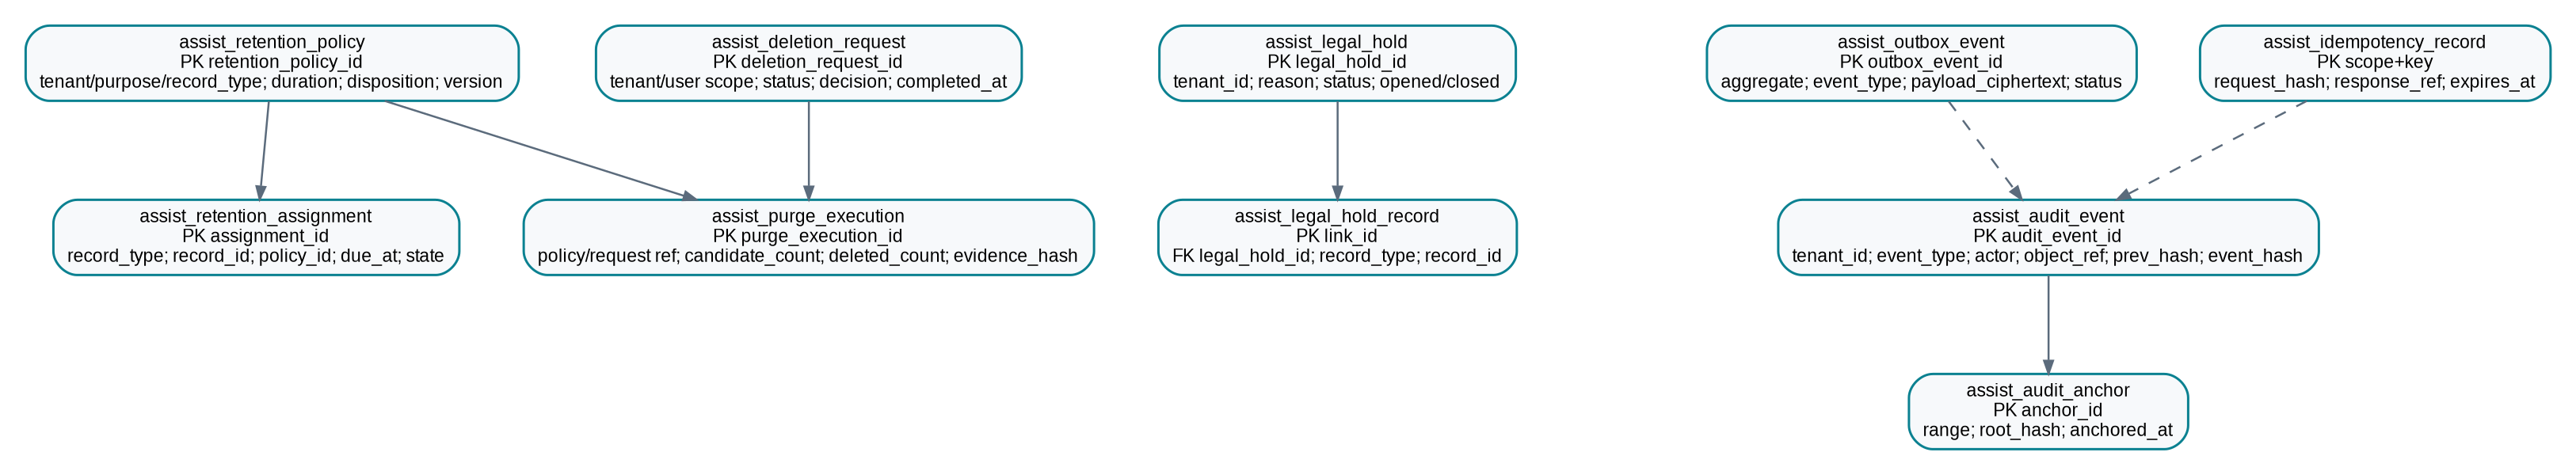 assist_retention_policy
PK retention_policy_id
tenant/purpose/record_type; duration; disposition; version
assist_deletion_request
PK deletion_request_id
tenant/user scope; status; decision; completed_at
assist_legal_hold
PK legal_hold_id
tenant_id; reason; status; opened/closed
assist_outbox_event
PK outbox_event_id
aggregate; event_type; payload_ciphertext; status
assist_idempotency_record
PK scope+key
request_hash; response_ref; expires_at
assist_retention_assignment
PK assignment_id
record_type; record_id; policy_id; due_at; state
assist_purge_execution
PK purge_execution_id
policy/request ref; candidate_count; deleted_count; evidence_hash
assist_legal_hold_record
PK link_id
FK legal_hold_id; record_type; record_id
assist_audit_event
PK audit_event_id
tenant_id; event_type; actor; object_ref; prev_hash; event_hash
assist_audit_anchor
PK anchor_id
range; root_hash; anchored_at